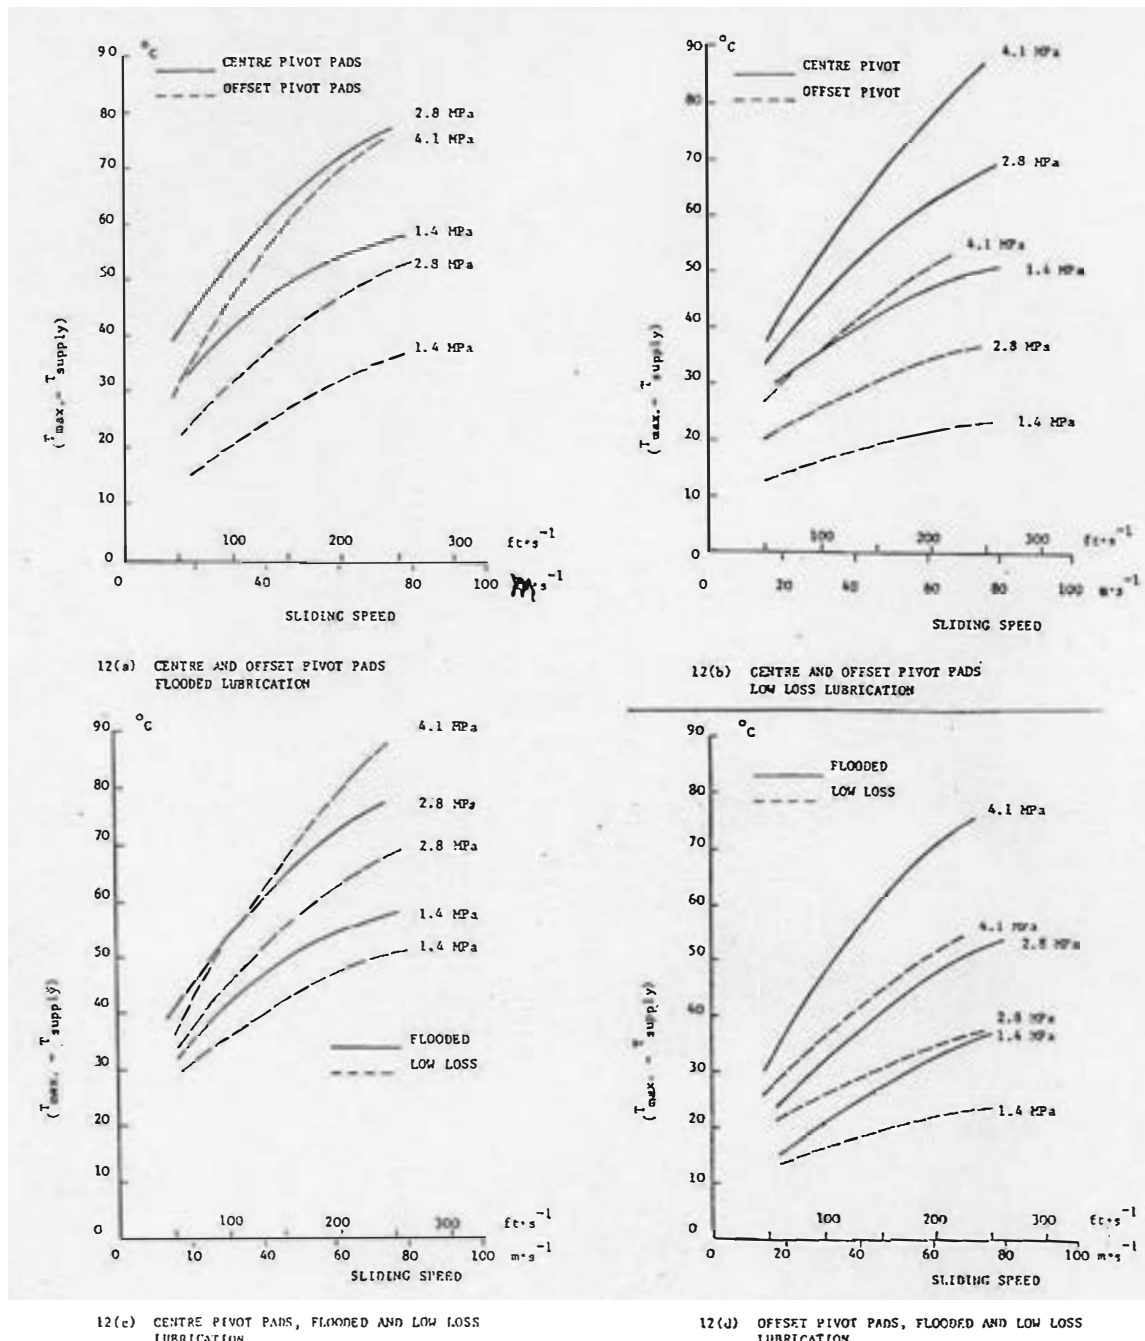 90 °C
CENTRE PIVOT PADS
OFFSET PIVOT PADS
80
2.8 MPa
4.1 MPa
70
60
1.4 MPa
2.8 MPa
50
40
1.4 MPa
30
20
10
0
(T max. - T supply)
100 200 300 ft·s-1
0 40 60 80 100 m·s-1
SLIDING SPEED
12(a) CENTRE AND OFFSET PIVOT PADS
FLOODED LUBRICATION
90 °C
4.1 MPa
CENTRE PIVOT
OFFSET PIVOT
80
70
2.8 MPa
60
4.1 MPa
1.4 MPa
50
40
2.8 MPa
30
1.4 MPa
20
10
0
(T max. - T supply)
100 200 300 ft·s-1
0 20 40 60 80 100 m·s-1
SLIDING SPEED
12(b) CENTRE AND OFFSET PIVOT PADS
LOW LOSS LUBRICATION
90 °C
4.1 MPa
80
2.8 MPa
70
2.8 MPa
60
1.4 MPa
1.4 MPa
50
40
FLOODED
LOW LOSS
30
20
10
0
(T max. - T supply)
100 200 300 ft·s-1
0 10 40 60 80 100 m·s-1
SLIDING SPEED
12(c) CENTRE PIVOT PADS, FLOODED AND LOW LOSS
LUBRICATION
90 °C
FLOODED
LOW LOSS
80
4.1 MPa
70
60
4.1 MPa
2.8 MPa
50
40
2.8 MPa
1.4 MPa
30
1.4 MPa
20
10
0
(T max. - T supply)
100 200 300 ft·s-1
0 20 40 60 80 100 m·s-1
SLIDING SPEED
12(d) OFFSET PIVOT PADS, FLOODED AND LOW LOSS
LUBRICATION